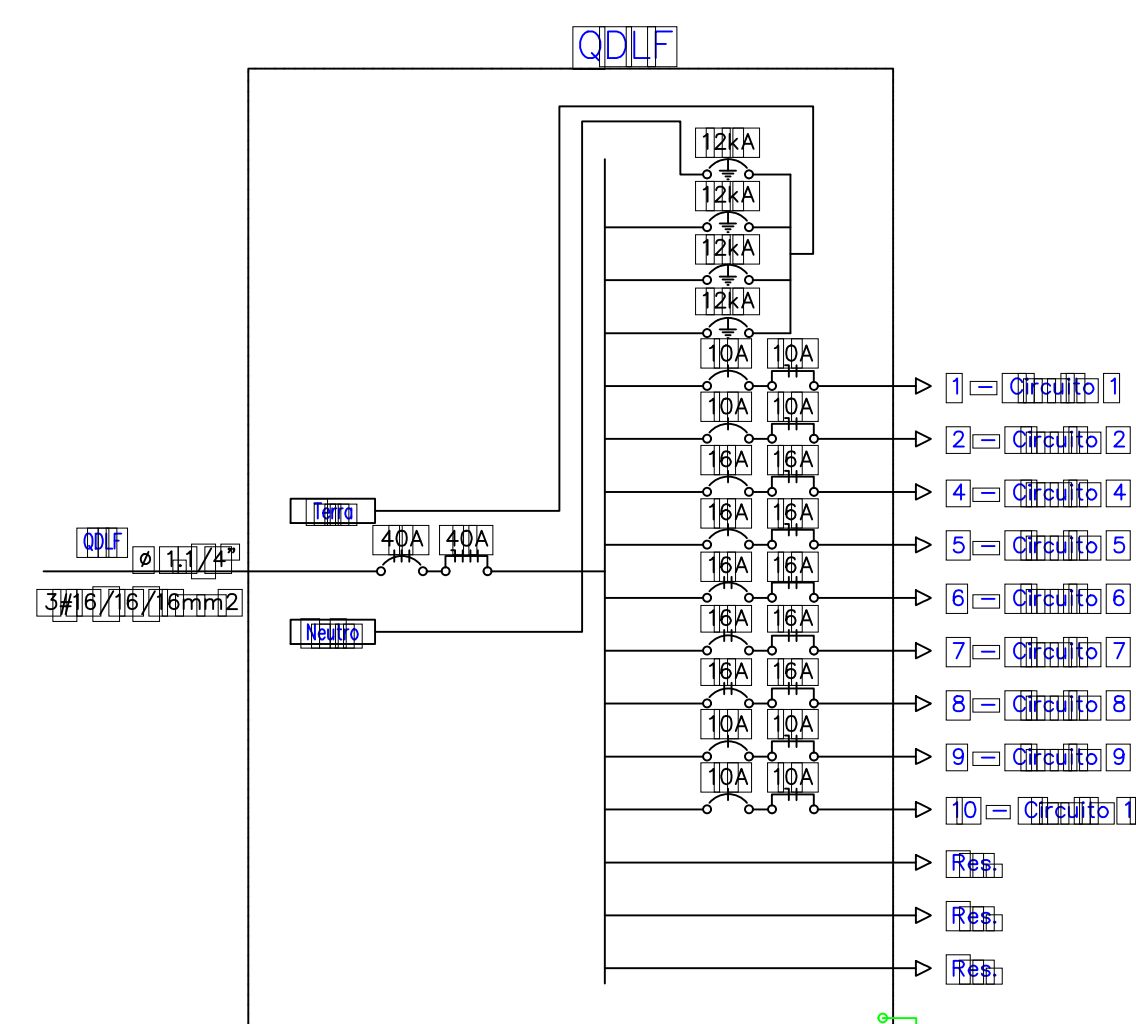 QDLF
12kA
12kA
12kA
12kA
10A 10A
1 - Circuito 1
10A 10A
2 - Circuito 2
16A 16A
4 - Circuito 4
Terra
16A 16A
QDLF
ø 1.1/4"
40A 40A
5 - Circuito 5
16A 16A
3#16/16/16mm2
6 - Circuito 6
16A 16A
Neutro
7 - Circuito 7
16A 16A
8 - Circuito 8
10A 10A
9 - Circuito 9
10A 10A
10 - Circuito 1
Res.
Res.
Res.